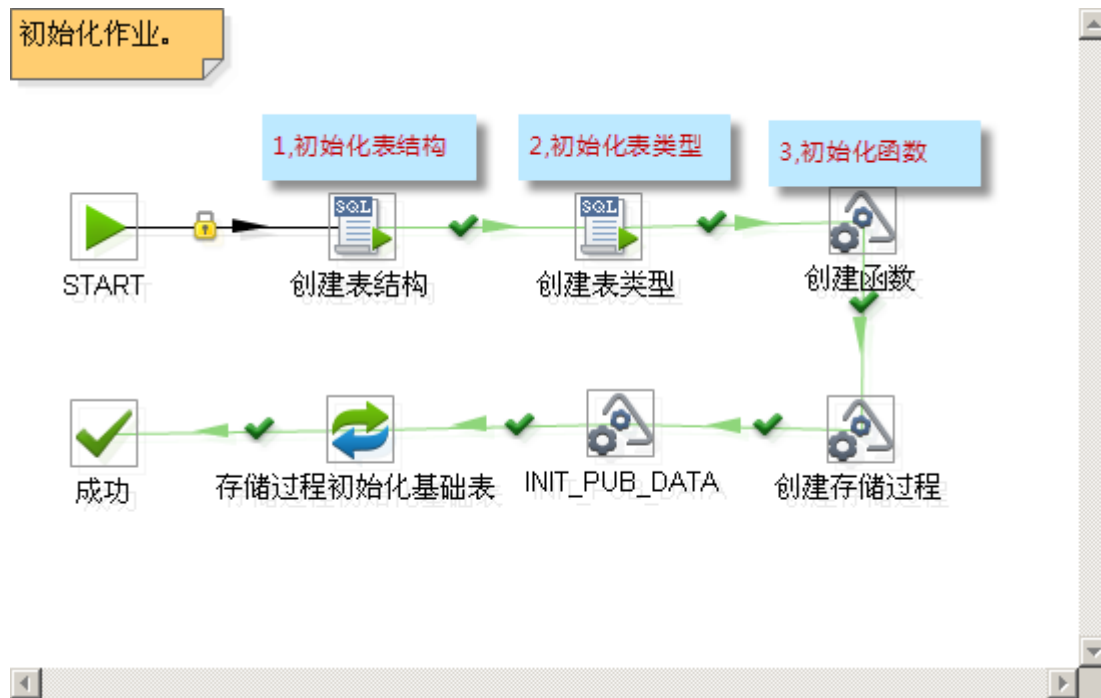 初始化作业。
1,初始化表结构
2,初始化表类型
3,初始化函数
SQL
SQL
START
创建表结构
创建表类型
创建函数
成功
存储过程初始化基础表
INIT_PUB_DATA
创建存储过程